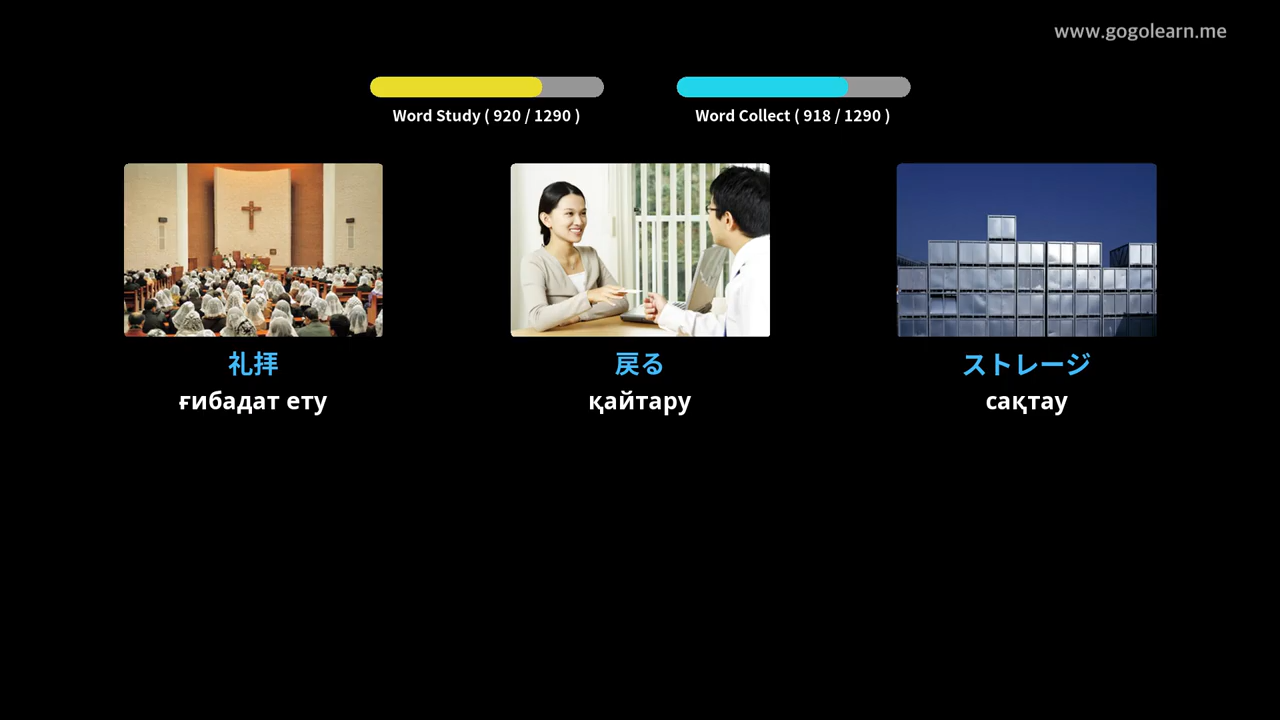 www.gogolearn.me
Word Study ( 920 / 1290 )
Word Collect ( 918 / 1290 )
礼拝
戻る
ストレージ
ғибадат ету
қайтару
сақтау